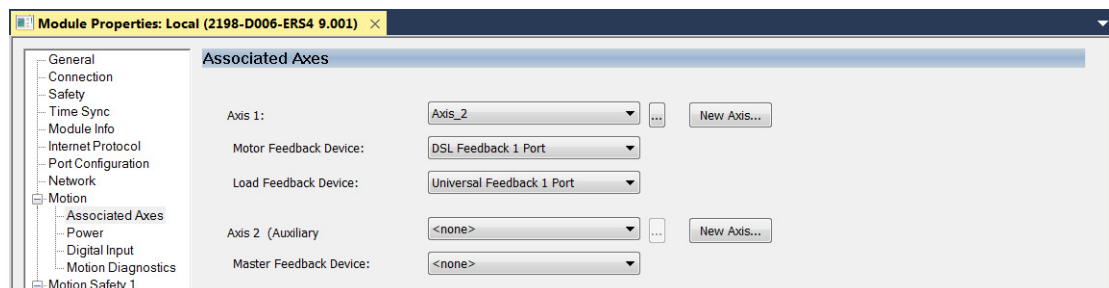 Module Properties: Local (2198-D006-ERS4 9.001)
General
Connection
Safety
Time Sync
Module Info
Internet Protocol
Port Configuration
Network
Motion
Associated Axes
Power
Digital Input
Motion Diagnostics
Motion Safety 1
Associated Axes
Axis 1: Axis_2 ... New Axis...
Motor Feedback Device: DSL Feedback 1 Port
Load Feedback Device: Universal Feedback 1 Port
Axis 2 (Auxiliary <none> ... New Axis...
Master Feedback Device: <none>